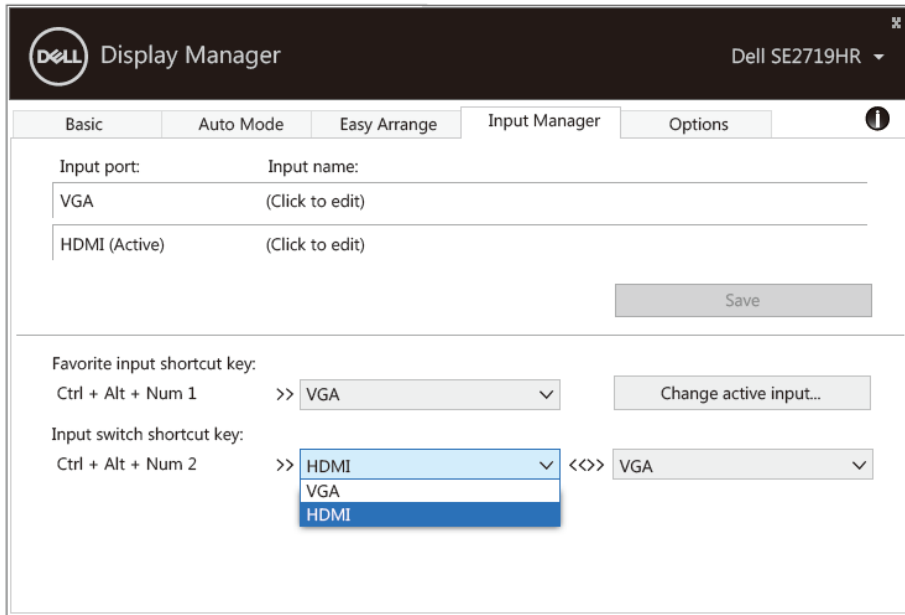 DELL Display Manager
Dell SE2719HR
Basic Auto Mode Easy Arrange Input Manager Options
Input port: Input name:
VGA (Click to edit)
HDMI (Active) (Click to edit)
Save
Favorite input shortcut key:
Ctrl + Alt + Num 1 >> VGA Change active input...
Input switch shortcut key:
Ctrl + Alt + Num 2 >> HDMI <<>> VGA
VGA
HDMI